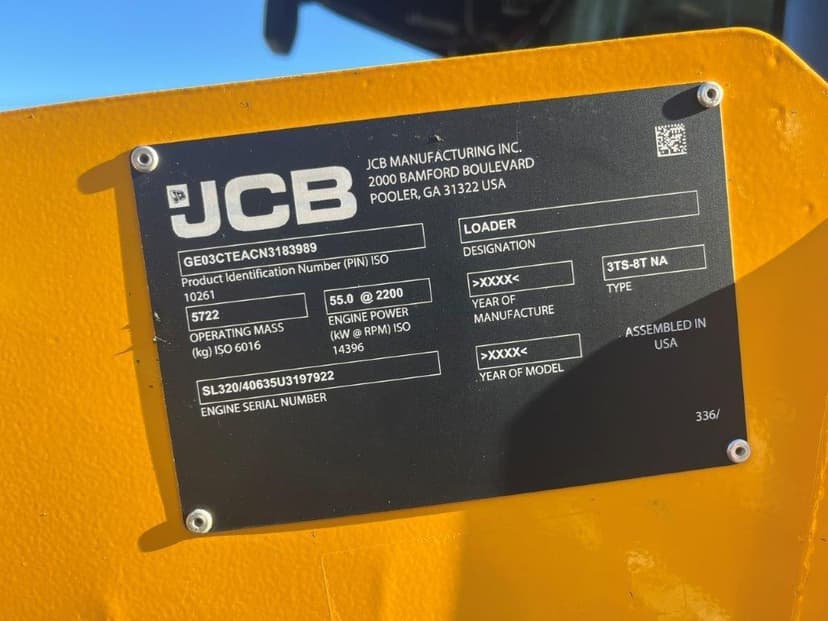 JCB
JCB MANUFACTURING INC.
2000 BAMFORD BOULEVARD
POOLER, GA 31322 USA
GE03CTEACN3183989
Product Identification Number (PIN) ISO
10261
LOADER
DESIGNATION
5722
OPERATING MASS
(kg) ISO 6016
55.0 @ 2200
ENGINE POWER
(kW @ RPM) ISO
14396
>XXXX<
YEAR OF
MANUFACTURE
3TS-8T NA
TYPE
SL320/40635U3197922
ENGINE SERIAL NUMBER
>XXXX<
YEAR OF MODEL
ASSEMBLED IN
USA
336/